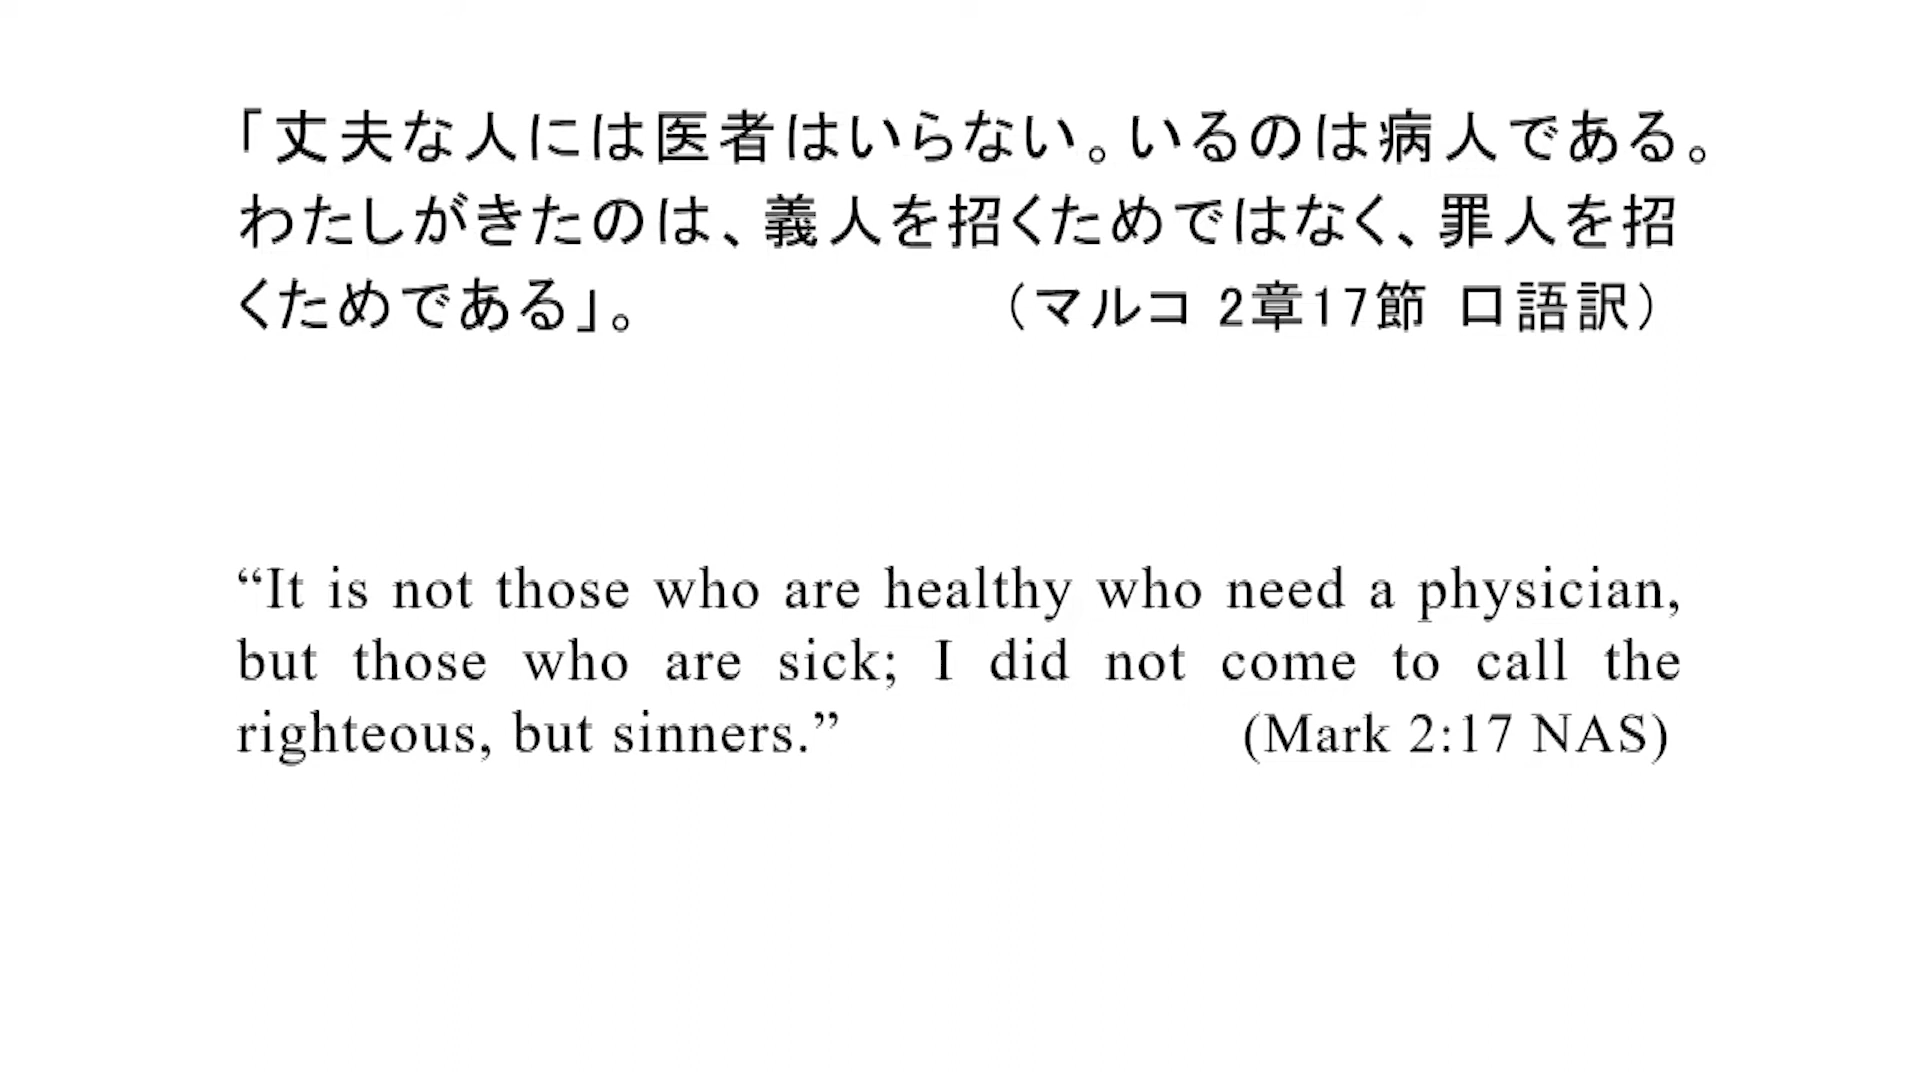 「丈夫な人には医者はいらない。いるのは病人である。
わたしがきたのは、義人を招くためではなく、罪人を招
くためである」。 （マルコ 2章17節 口語訳）
“It is not those who are healthy who need a physician,
but those who are sick; I did not come to call the
righteous, but sinners.” (Mark 2:17 NAS)